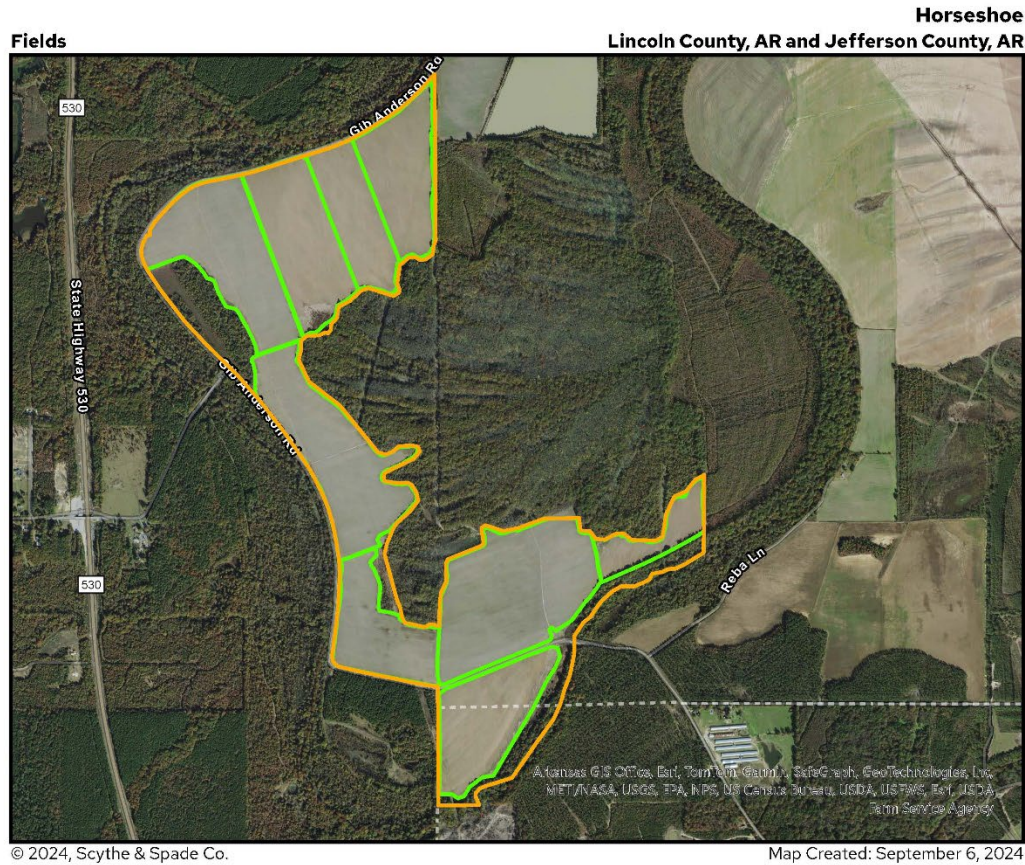 Horseshoe
Fields
Lincoln County, AR and Jefferson County, AR
Gib Anderson Rd
530
State Highway 530
Gib Anderson Rd
530
Reba Ln
Arkansas GIS Office, Esri, TomTom, Garmin, SafeGraph, GeoTechnologies, Inc,
MET/NASA, USGS, EPA, NPS, US Census Bureau, USDA, USFWS, Esri, USDA
Farm Service Agency
© 2024, Scythe & Spade Co.
Map Created: September 6, 2024